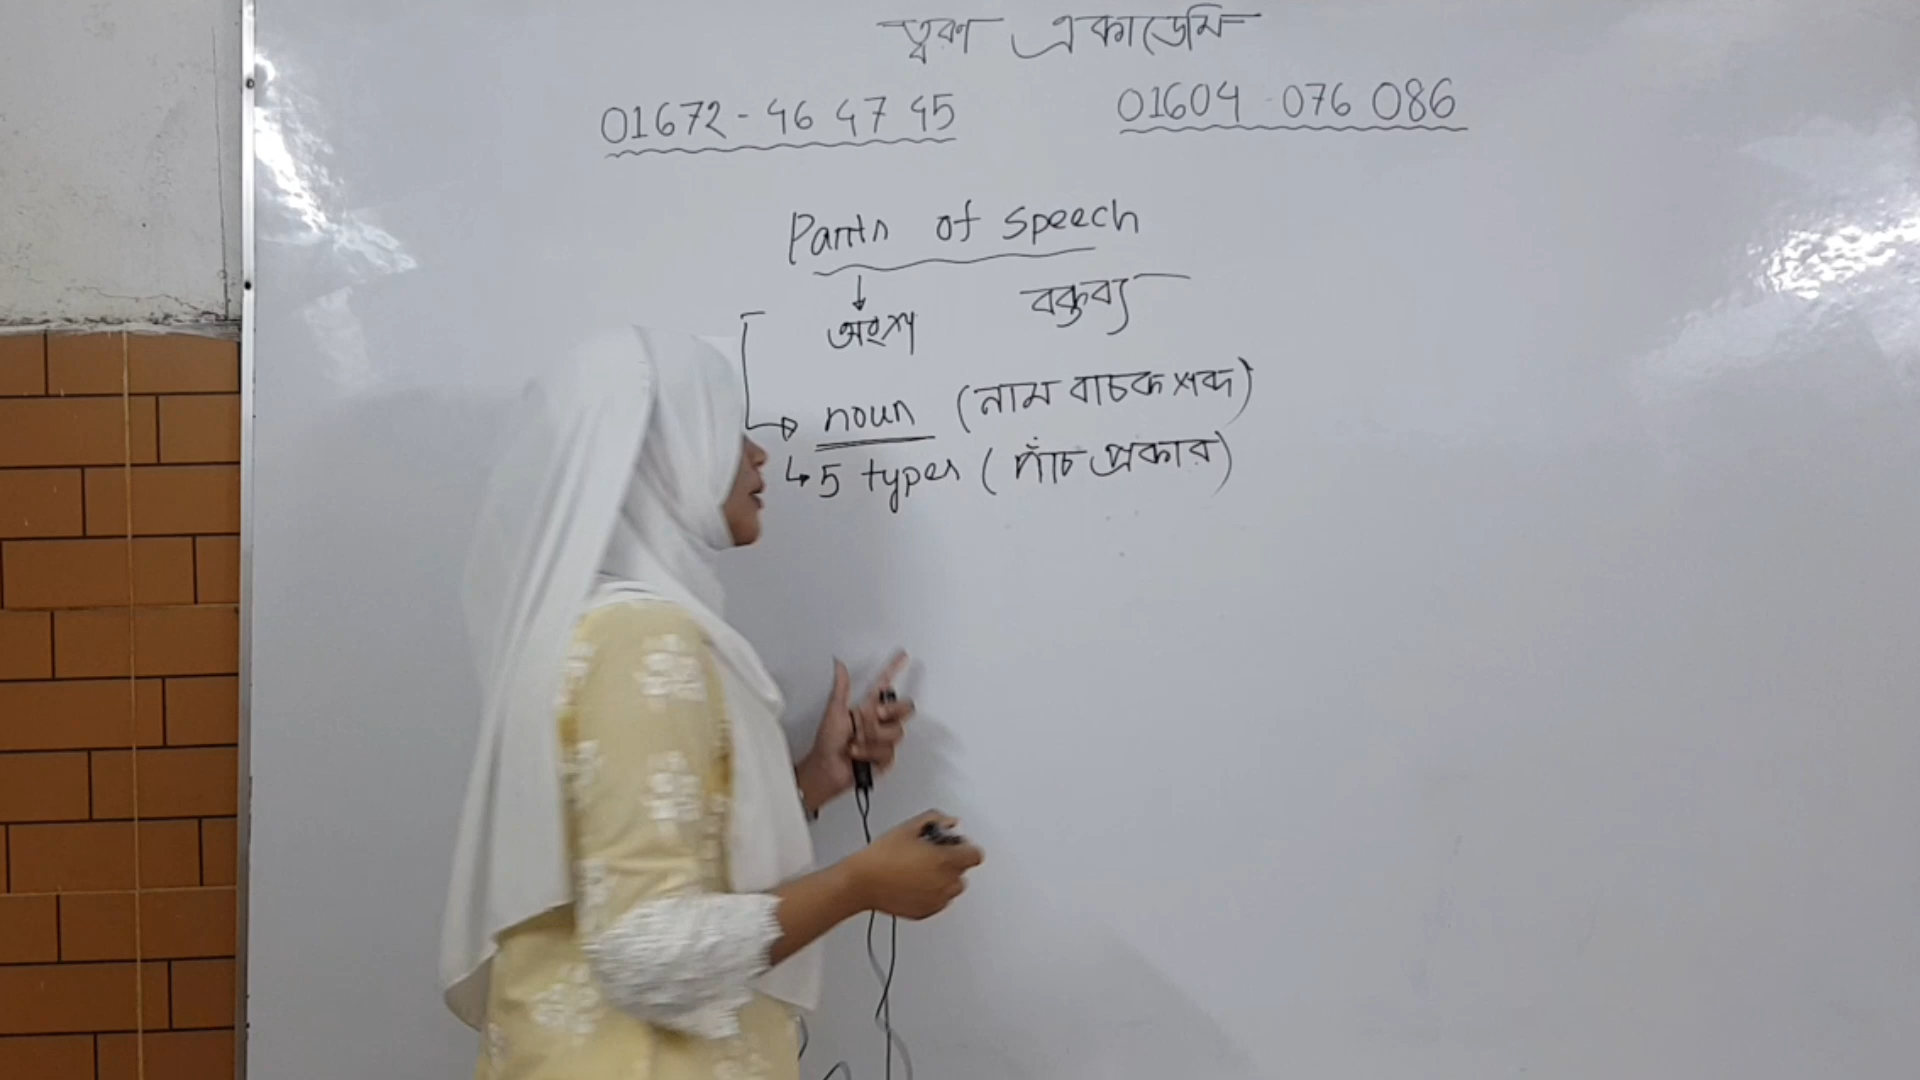 ত্বরণ একাডেমি
01672-46 47 45 01604-076 086
Parts of speech
অংশ বক্তব্য
noun (নাম বাচক শব্দ)
5 types (পাঁচ প্রকার)